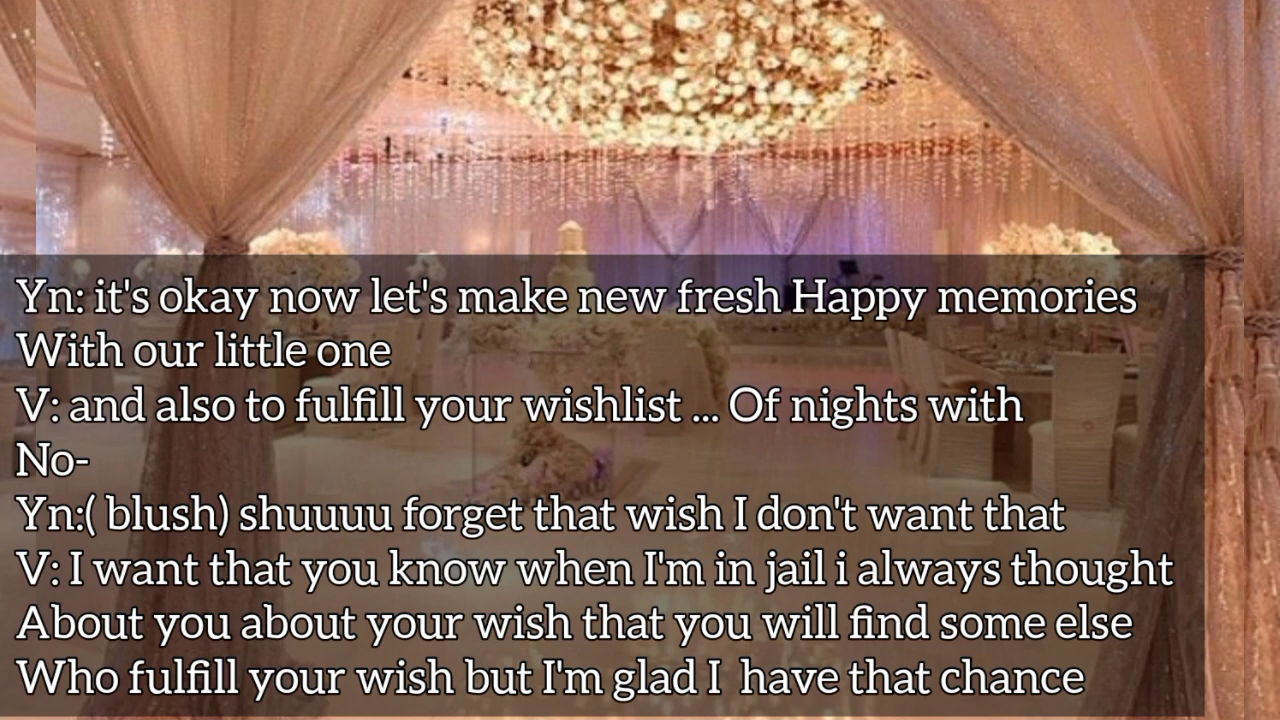 Yn: it's okay now let's make new fresh Happy memories
With our little one
V: and also to fulfill your wishlist ... Of nights with
No-
Yn:( blush) shuuuu forget that wish I don't want that
V: I want that you know when I'm in jail i always thought
About you about your wish that you will find some else
Who fulfill your wish but I'm glad I  have that chance